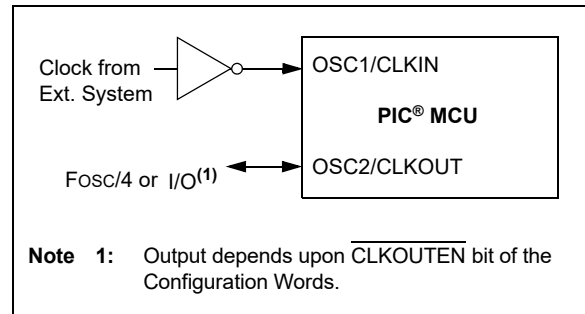 Clock from
Ext. System
OSC1/CLKIN
PIC® MCU
FOSC/4 or I/O(1)
OSC2/CLKOUT
Note 1: Output depends upon CLKOUTEN bit of the
Configuration Words.